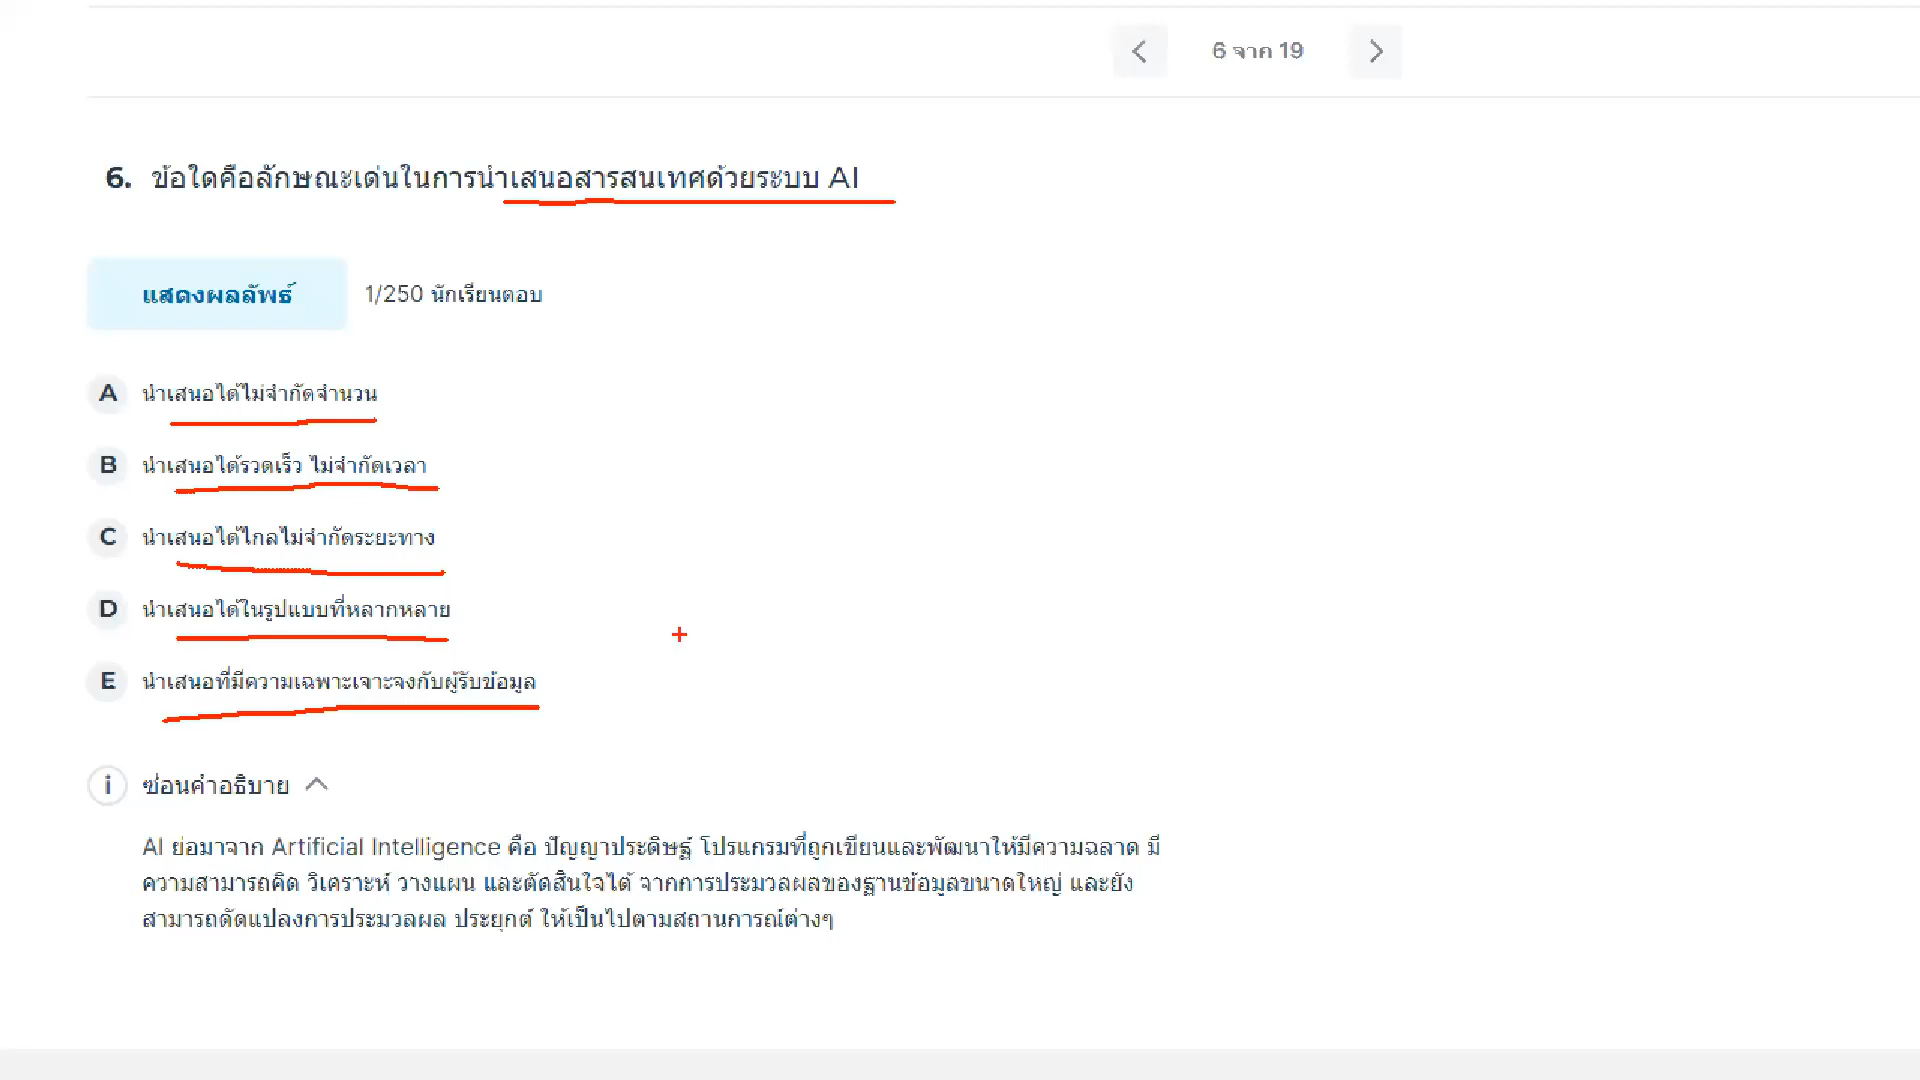 6 จาก 19
6. ข้อใดคือลักษณะเด่นในการนำเสนอสารสนเทศด้วยระบบ AI
แสดงผลลัพธ์ 1/250 นักเรียนตอบ
A นำเสนอได้ไม่จำกัดจำนวน
B นำเสนอได้รวดเร็ว ไม่จำกัดเวลา
C นำเสนอได้ไกลไม่จำกัดระยะทาง
D นำเสนอได้ในรูปแบบที่หลากหลาย
E นำเสนอที่มีความเฉพาะเจาะจงกับผู้รับข้อมูล
i ซ่อนคำอธิบาย
AI ย่อมาจาก Artificial Intelligence คือ ปัญญาประดิษฐ์ โปรแกรมที่ถูกเขียนและพัฒนาให้มีความฉลาด มี
ความสามารถคิด วิเคราะห์ วางแผน และตัดสินใจได้ จากการประมวลผลของฐานข้อมูลขนาดใหญ่ และยัง
สามารถดัดแปลงการประมวลผล ประยุกต์ ให้เป็นไปตามสถานการณ์ต่างๆ